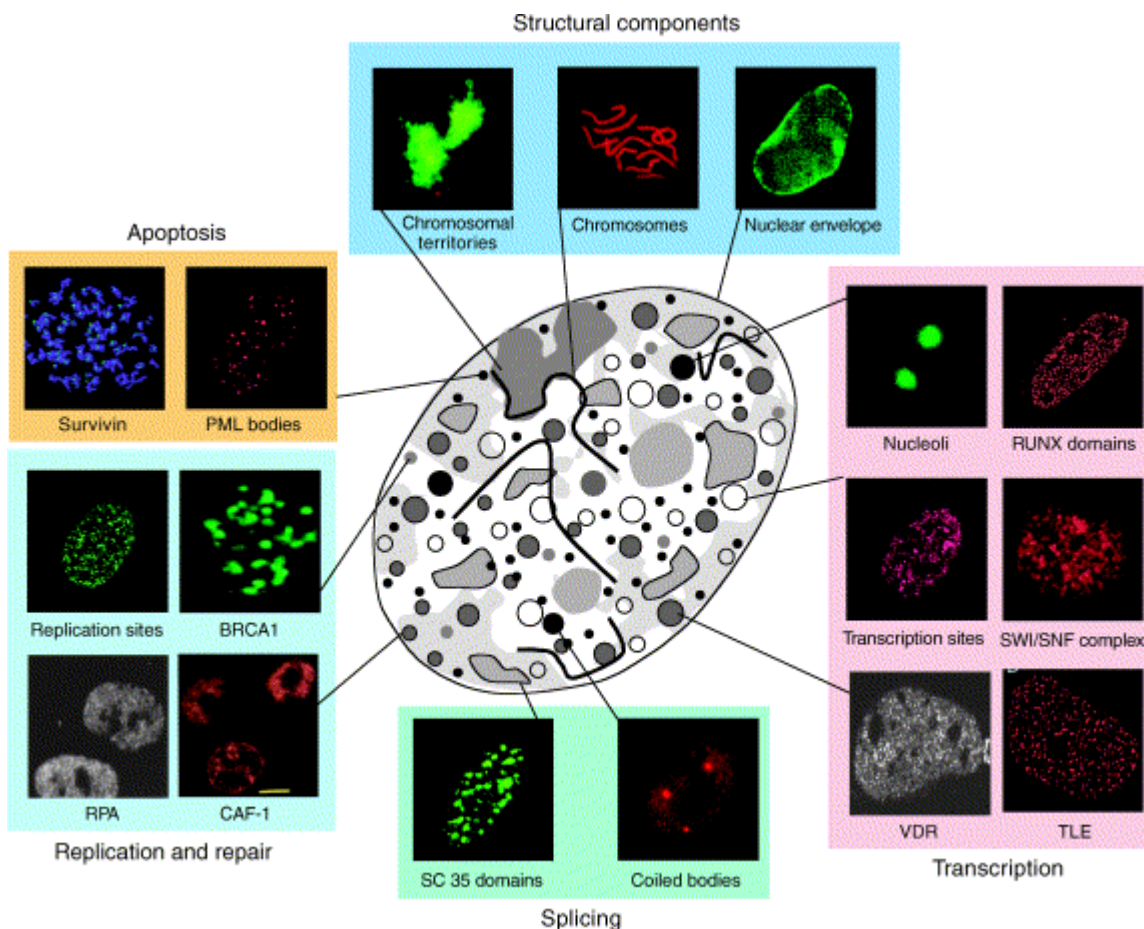 Structural components
Chromosomal
territories
Chromosomes
Nuclear envelope
Apoptosis
Survivin
PML bodies
Nucleoli
RUNX domains
Replication sites
BRCA1
Transcription sites
SWI/SNF complex
RPA
CAF-1
Replication and repair
VDR
TLE
Transcription
SC 35 domains
Coiled bodies
Splicing